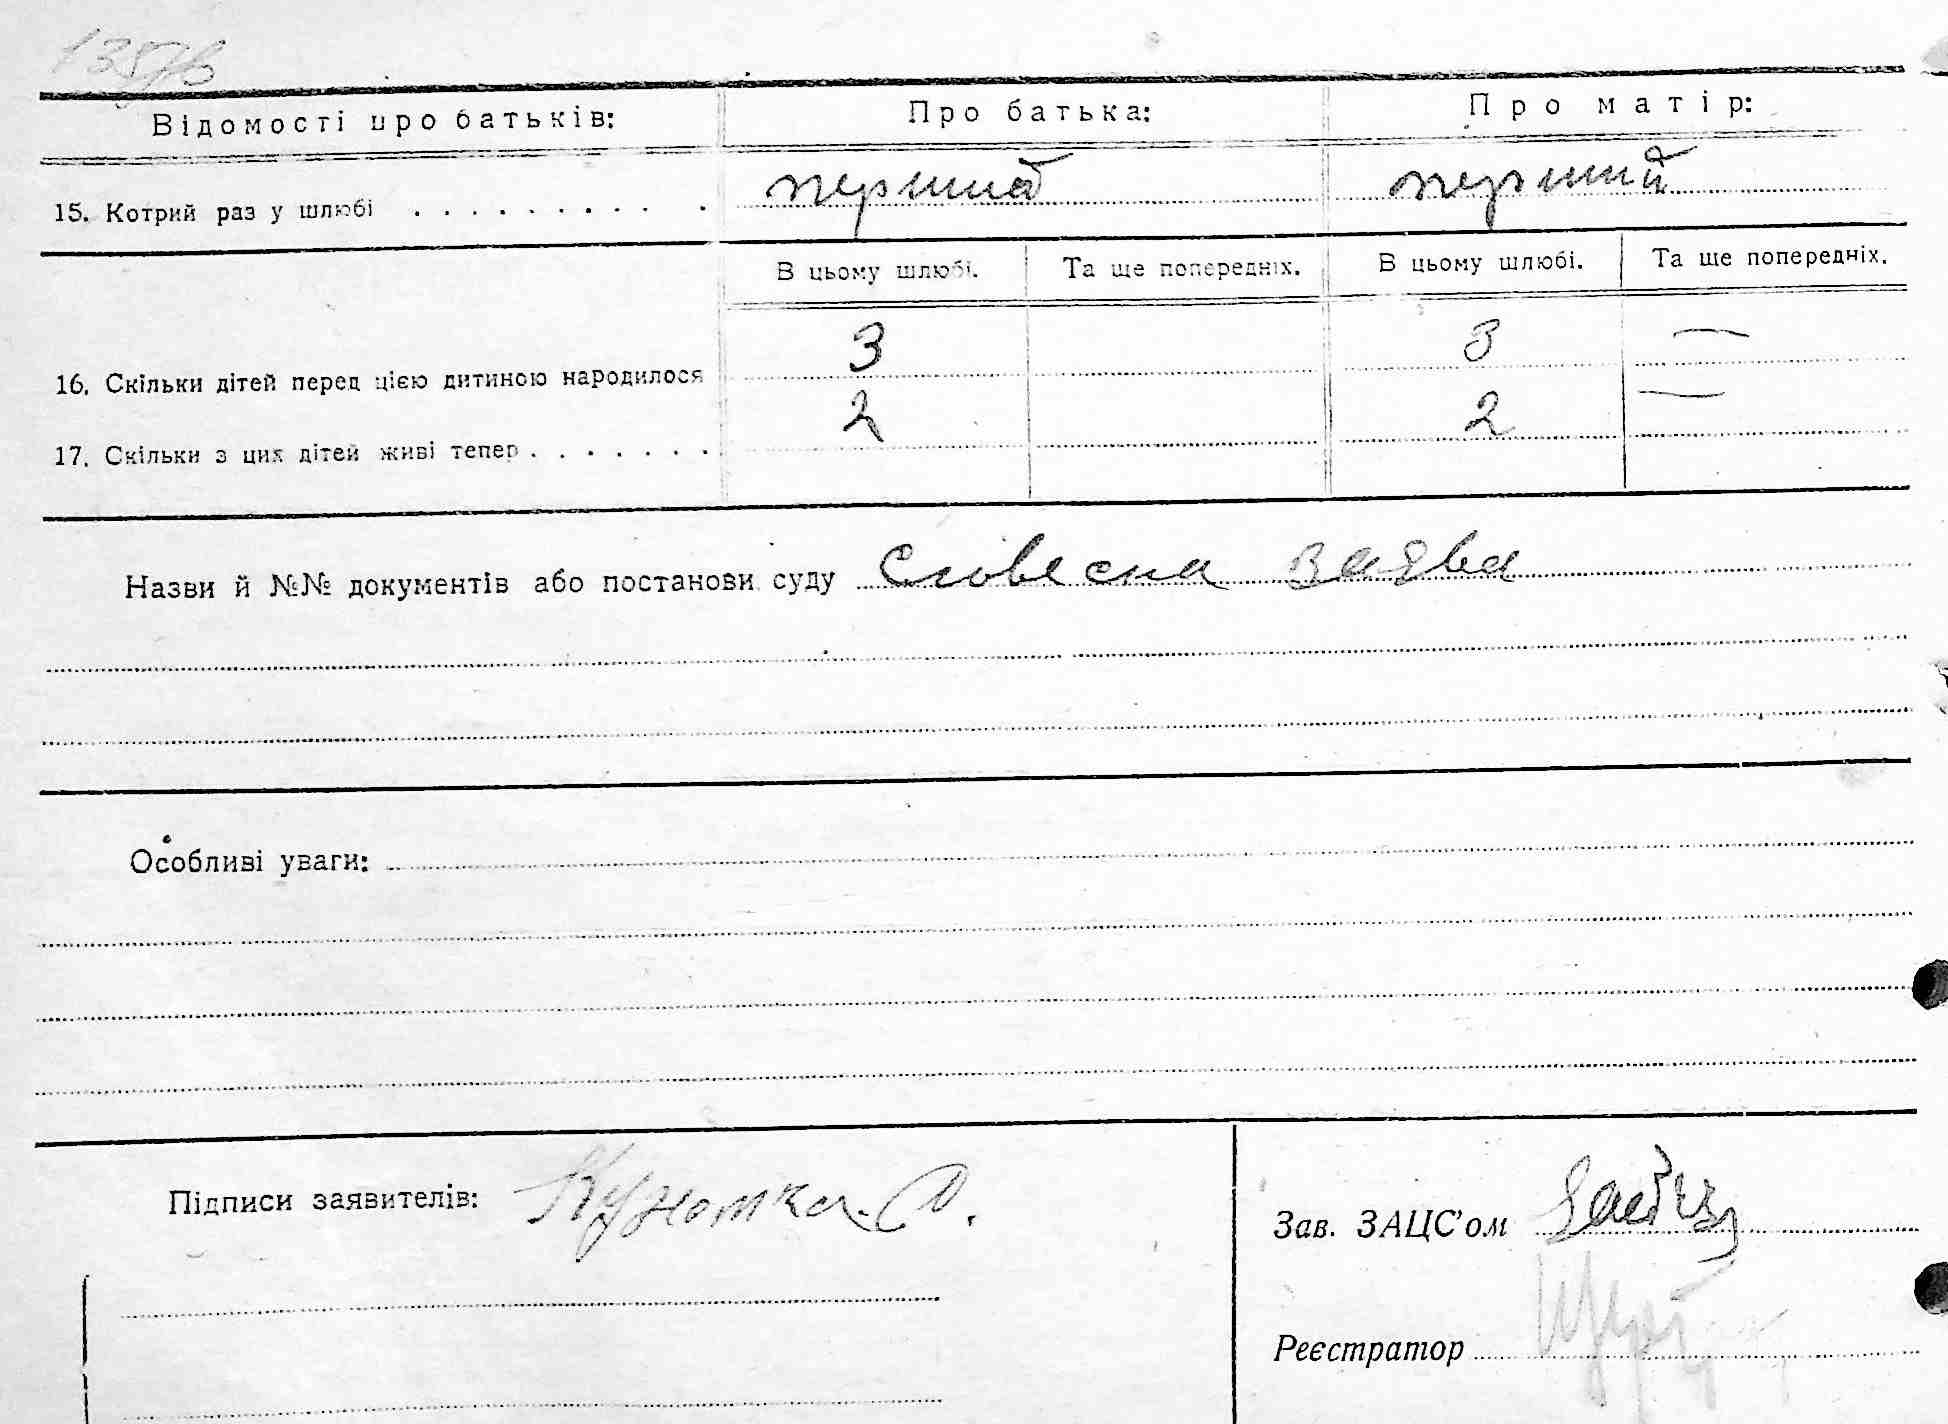 Відомості про батьків: Про батька: Про матір:
15. Котрий раз у шлюбі . . . . . . . . . . перший перший
В цьому шлюбі. Та ще попередніх. В цьому шлюбі. Та ще попередніх.
16. Скільки дітей перед цією дитиною народилося 3 3 —
17. Скільки з цих дітей живі тепер . . . . . . . 2 2 —
Назви й №№ документів або постанови суду Словесна заява
Особливі уваги:
Підписи заявителів:
Зав. ЗАЦС'ом
Реєстратор